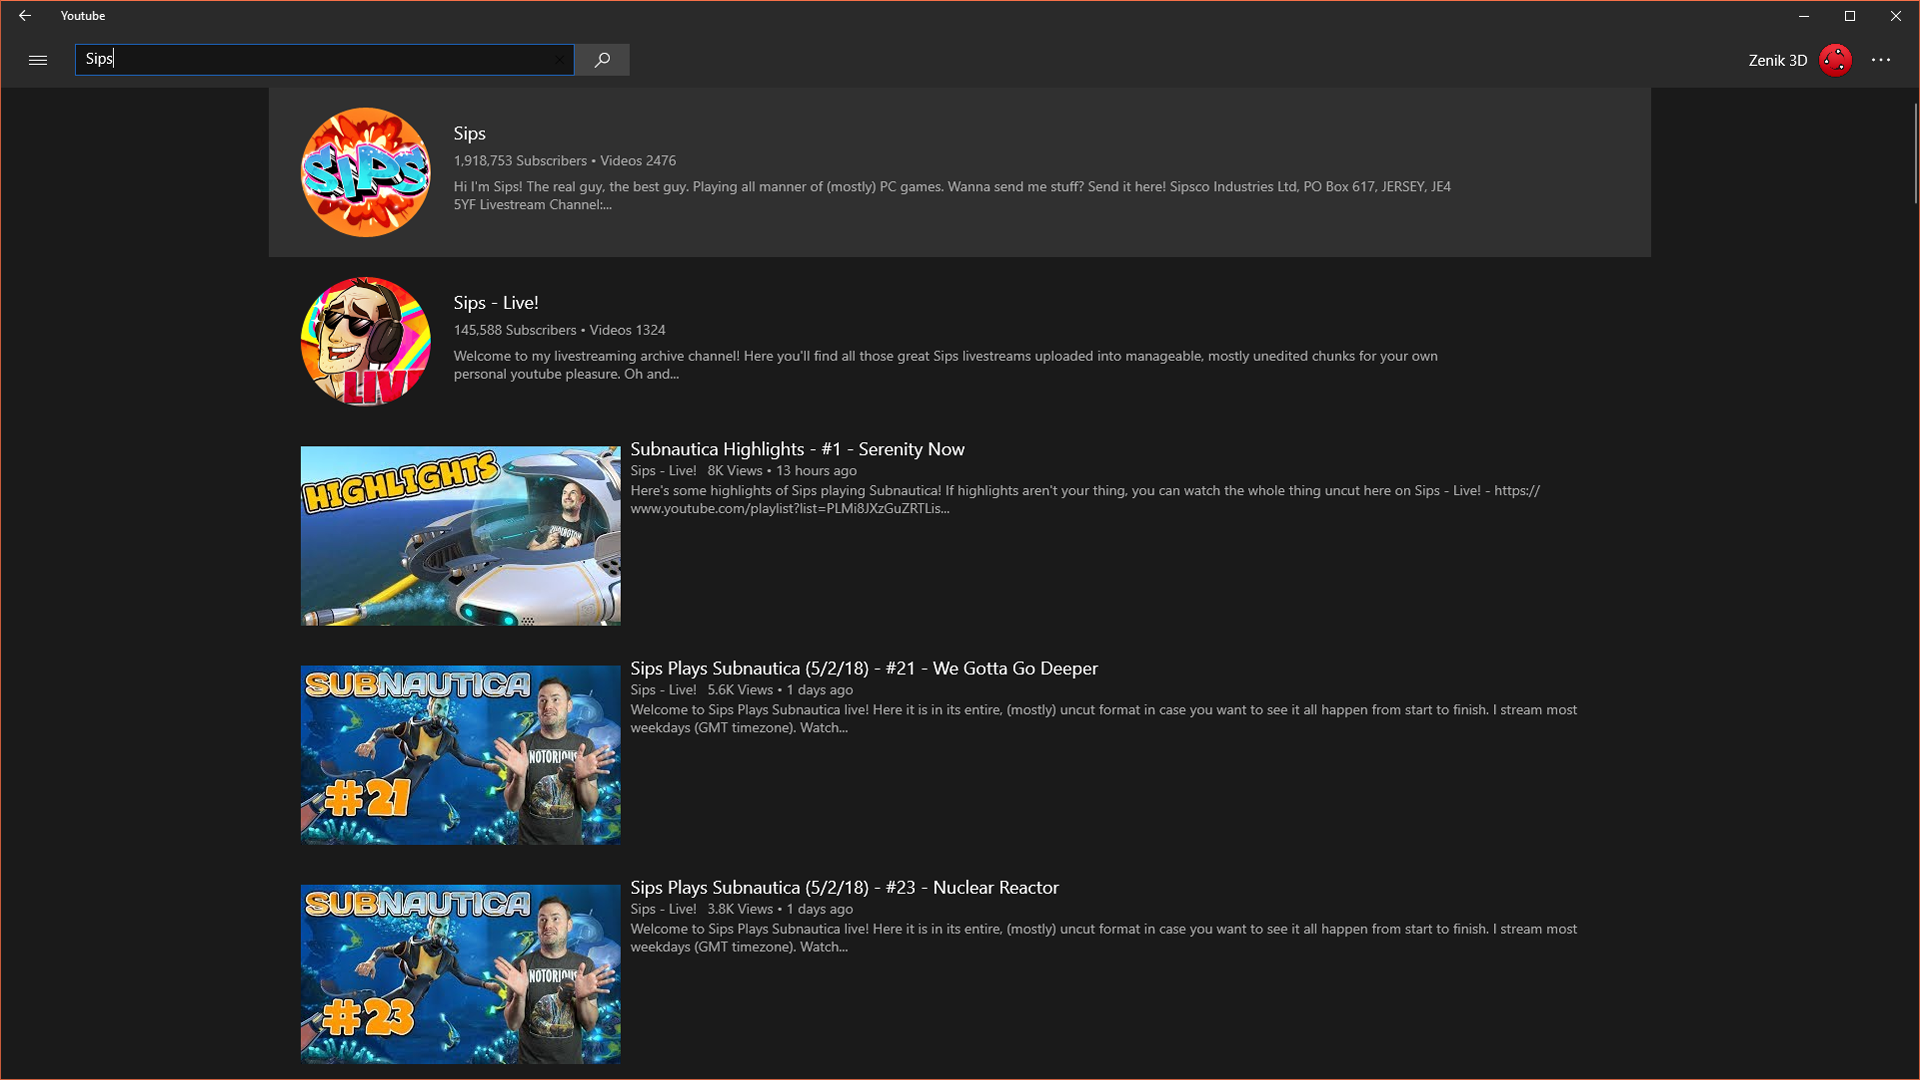 Youtube
Sips
Zenik 3D
SIPS
Sips
1,918,753 Subscribers • Videos 2476
Hi I'm Sips! The real guy, the best guy. Playing all manner of (mostly) PC games. Wanna send me stuff? Send it here! Sipsco Industries Ltd, PO Box 617, JERSEY, JE4
5YF Livestream Channel:...
LIVE
Sips - Live!
145,588 Subscribers • Videos 1324
Welcome to my livestreaming archive channel! Here you'll find all those great Sips livestreams uploaded into manageable, mostly unedited chunks for your own
personal youtube pleasure. Oh and...
HIGHLIGHTS
Subnautica Highlights - #1 - Serenity Now
Sips - Live! 8K Views • 13 hours ago
Here's some highlights of Sips playing Subnautica! If highlights aren't your thing, you can watch the whole thing uncut here on Sips - Live! - https://
www.youtube.com/playlist?list=PLMi8JXzGuZRTLis...
SUBNAUTICA
NOTORIOUS
#21
Sips Plays Subnautica (5/2/18) - #21 - We Gotta Go Deeper
Sips - Live! 5.6K Views • 1 days ago
Welcome to Sips Plays Subnautica live! Here it is in its entire, (mostly) uncut format in case you want to see it all happen from start to finish. I stream most
weekdays (GMT timezone). Watch...
SUBNAUTICA
NOTORIOUS
#23
Sips Plays Subnautica (5/2/18) - #23 - Nuclear Reactor
Sips - Live! 3.8K Views • 1 days ago
Welcome to Sips Plays Subnautica live! Here it is in its entire, (mostly) uncut format in case you want to see it all happen from start to finish. I stream most
weekdays (GMT timezone). Watch...